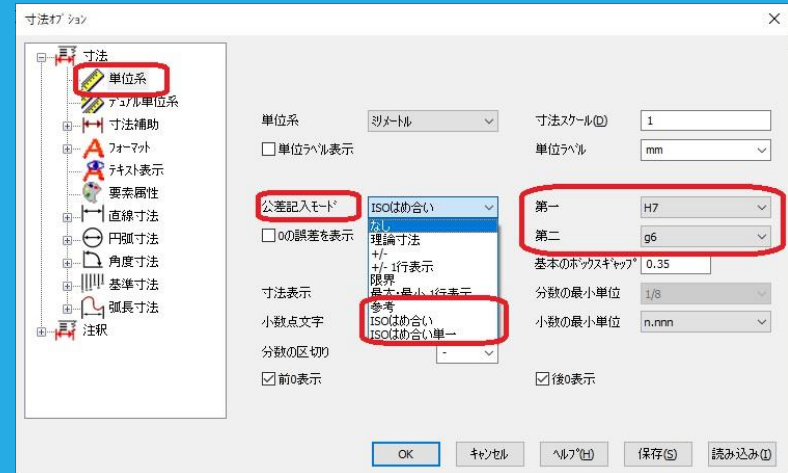 寸法ｵﾌﾟｼｮﾝ
寸法
単位系
ﾃﾞｭｱﾙ単位系
寸法補助
ﾌｫｰﾏｯﾄ
ﾃｷｽﾄ表示
要素属性
直線寸法
円弧寸法
角度寸法
基準寸法
弧長寸法
注釈
単位系 ﾐﾘﾒｰﾄﾙ 寸法ｽｹｰﾙ(D) 1
単位ﾗﾍﾞﾙ表示 単位ﾗﾍﾞﾙ mm
公差記入ﾓｰﾄﾞ ISOはめ合い 第一 H7
0の誤差を表示 第二 g6
なし
理論寸法
+/-
+/- 1行表示
限界
最大・最小 1行表示
参考
ISOはめ合い
ISOはめ合い単一
基本のﾎﾞｯｸｽｷﾞｬｯﾌﾟ 0.35
寸法表示 分数の最小単位 1/8
小数点文字 小数の最小単位 n.nnn
分数の区切り -
前0表示 後0表示
OK ｷｬﾝｾﾙ ﾍﾙﾌﾟ(H) 保存(S) 読み込み(I)